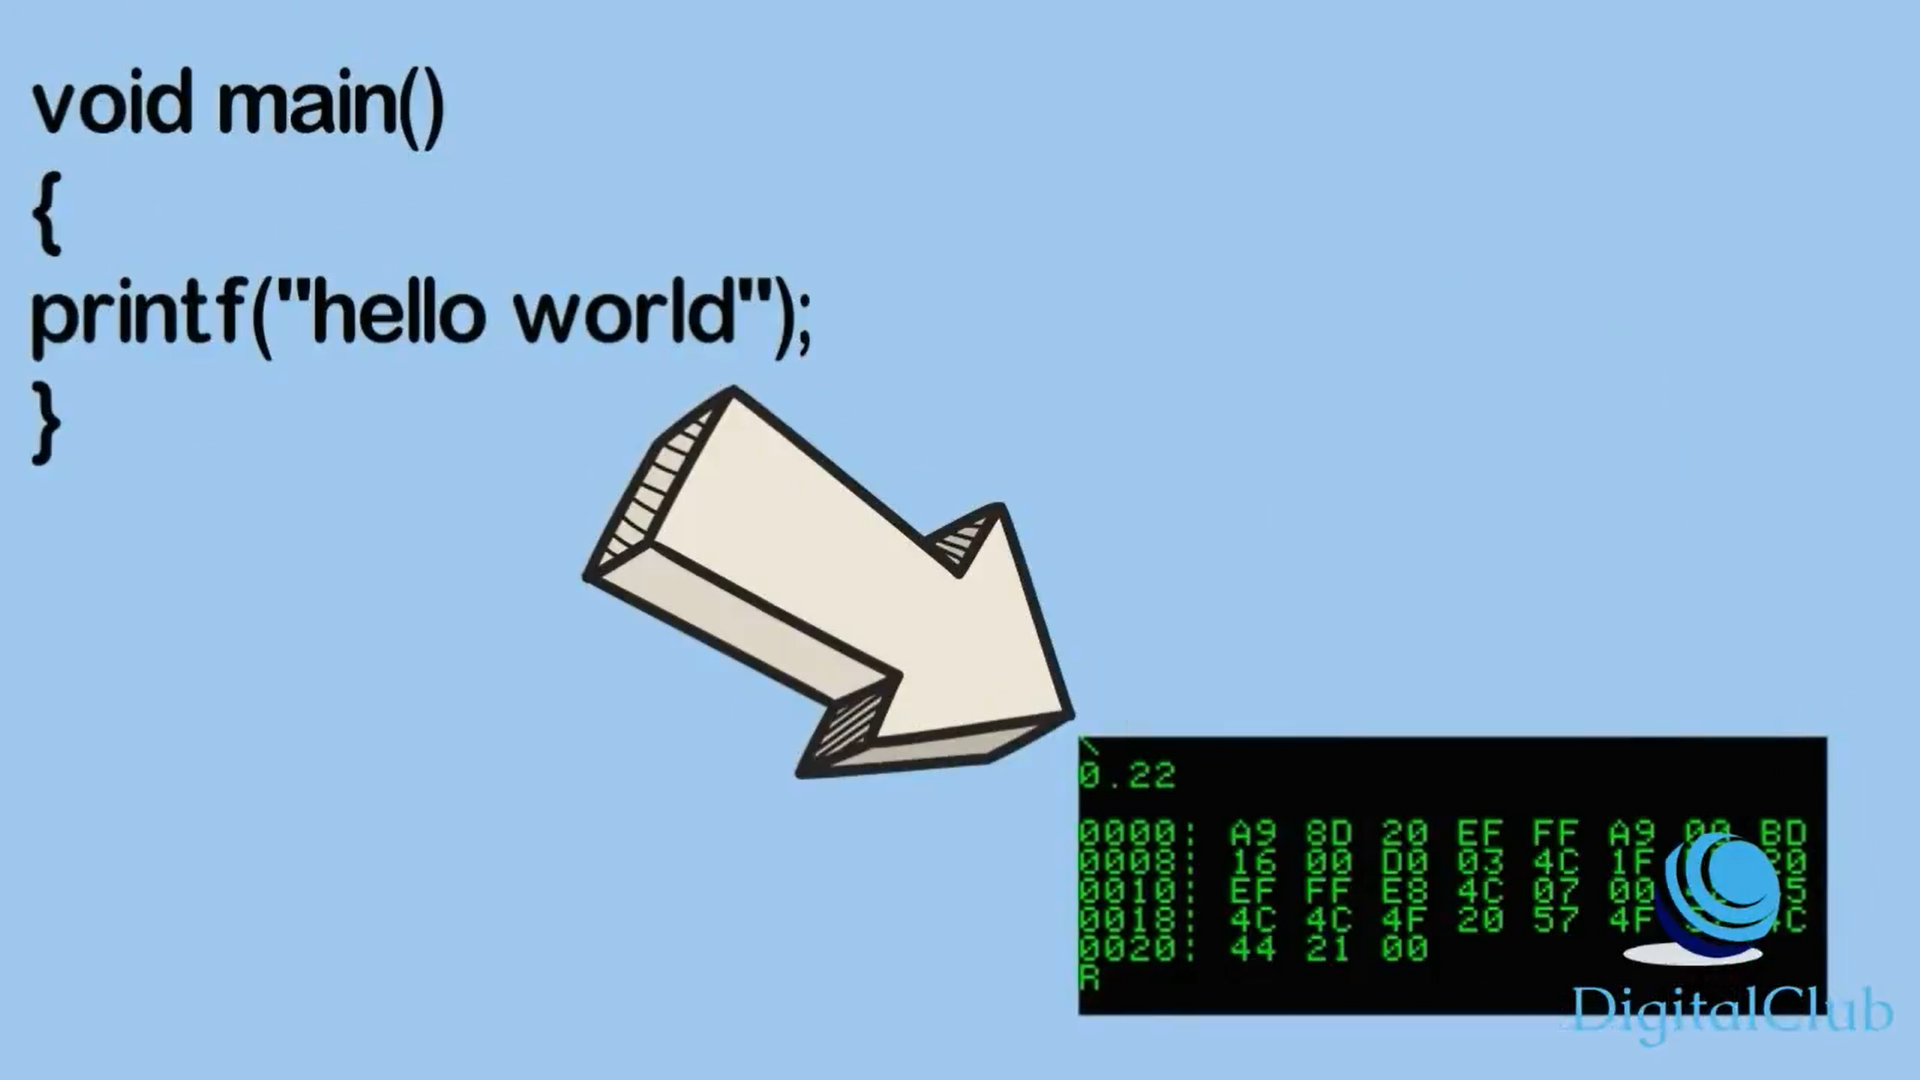 void main()
{
printf("hello world");
}
\
0.22
0000: A9 8D 20 EF FF A9 00 BD
0008: 16 00 D0 03 4C 1F
0010: EF FF E8 4C 07 00
0018: 4C 4C 4F 20 57 4F
0020: 44 21 00
R
DigitalClub